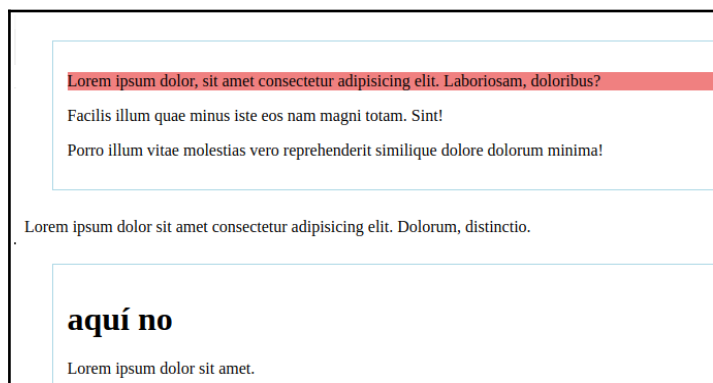 Lorem ipsum dolor, sit amet consectetur adipisicing elit. Laboriosam, doloribus?
Facilis illum quae minus iste eos nam magni totam. Sint!
Porro illum vitae molestias vero reprehenderit similique dolore dolorum minima!
Lorem ipsum dolor sit amet consectetur adipisicing elit. Dolorum, distinctio.
aquí no
Lorem ipsum dolor sit amet.